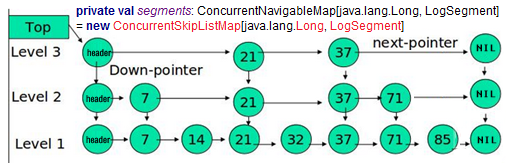 private val segments: ConcurrentNavigableMap[java.lang.Long, LogSegment]
= new ConcurrentSkipListMap[java.lang.Long, LogSegment]
Top
next-pointer
Level 3 header 21 37 NIL
Down-pointer
Level 2 header 7 21 37 71 NIL
Level 1 header 7 14 21 32 37 71 85 NIL